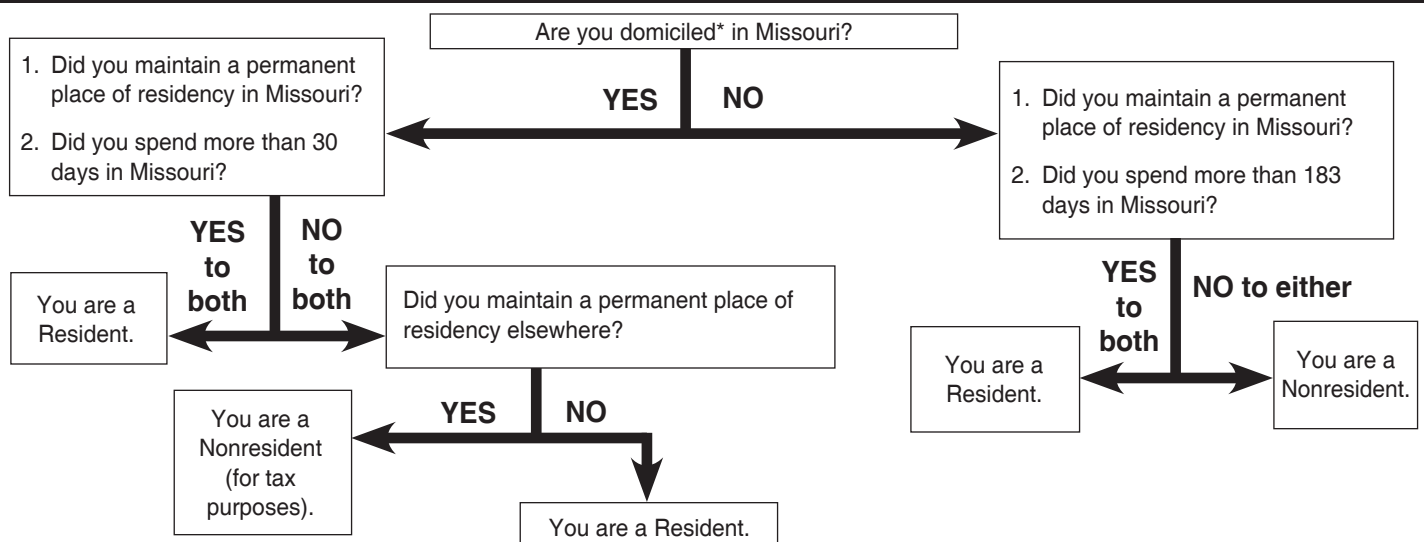 Are you domiciled* in Missouri?
YES
NO
1. Did you maintain a permanent
place of residency in Missouri?
2. Did you spend more than 30
days in Missouri?
YES
to
both
NO
to
both
You are a
Resident.
Did you maintain a permanent place of
residency elsewhere?
YES
NO
You are a
Nonresident
(for tax
purposes).
You are a Resident.
1. Did you maintain a permanent
place of residency in Missouri?
2. Did you spend more than 183
days in Missouri?
YES
to
both
NO to either
You are a
Resident.
You are a
Nonresident.